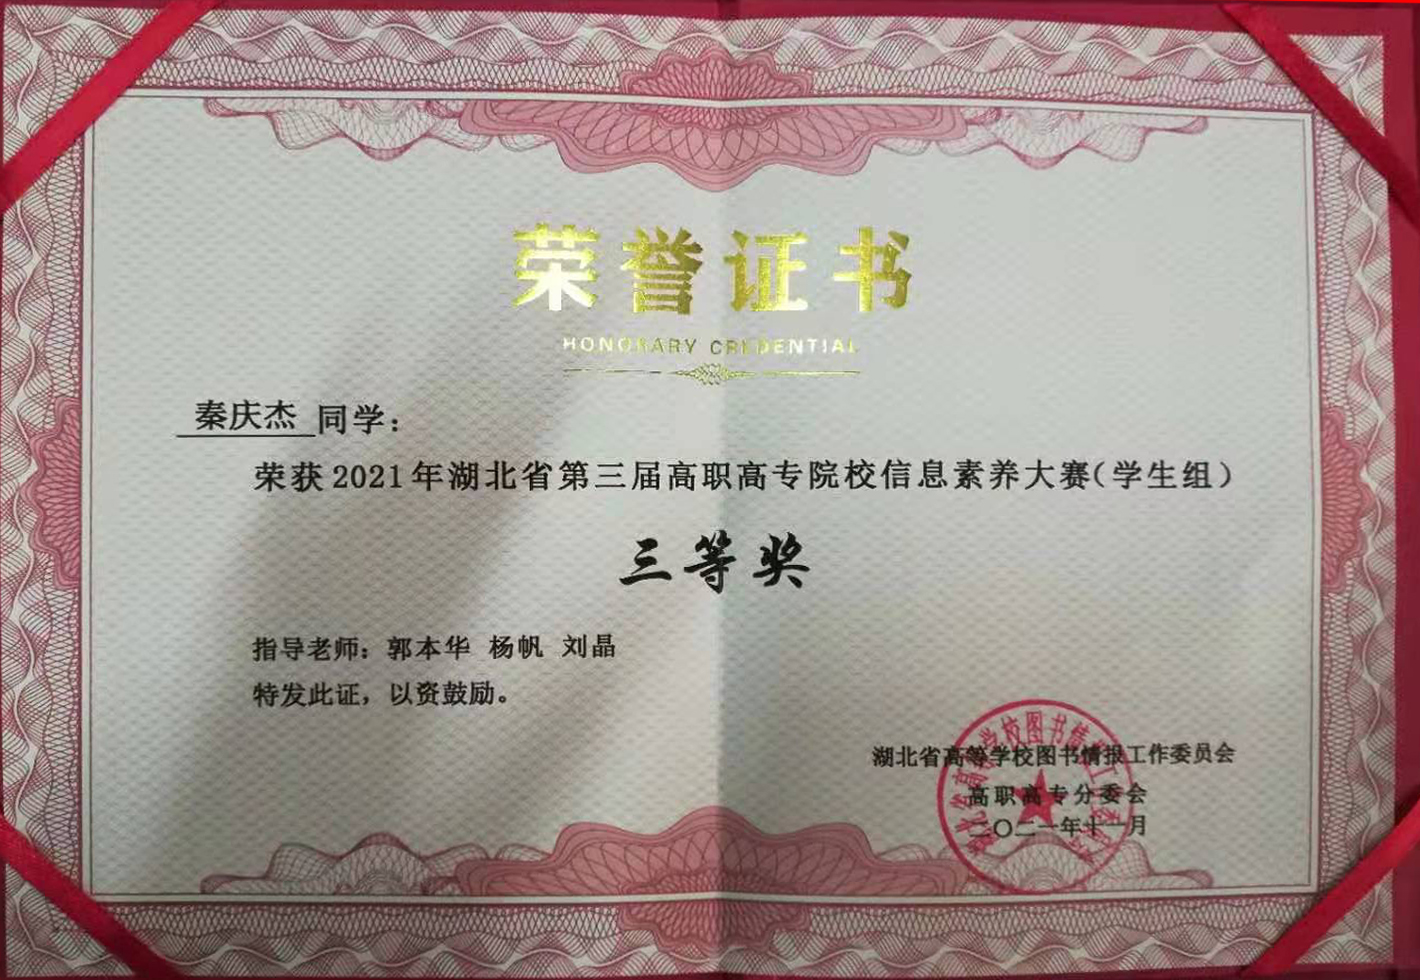 荣誉证书
HONORARY CREDENTIAL
秦庆杰 同学：
荣获2021年湖北省第三届高职高专院校信息素养大赛（学生组）
三等奖
指导老师：郭本华 杨帆 刘晶
特发此证，以资鼓励。
湖北省高等学校图书情报工作委员会
高职高专分委会
二〇二一年十一月